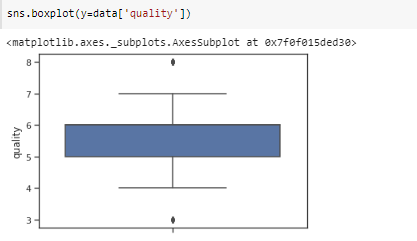 sns.boxplot(y=data['quality'])
<matplotlib.axes._subplots.AxesSubplot at 0x7f0f015ded30>
8
7
6
5
4
3
quality